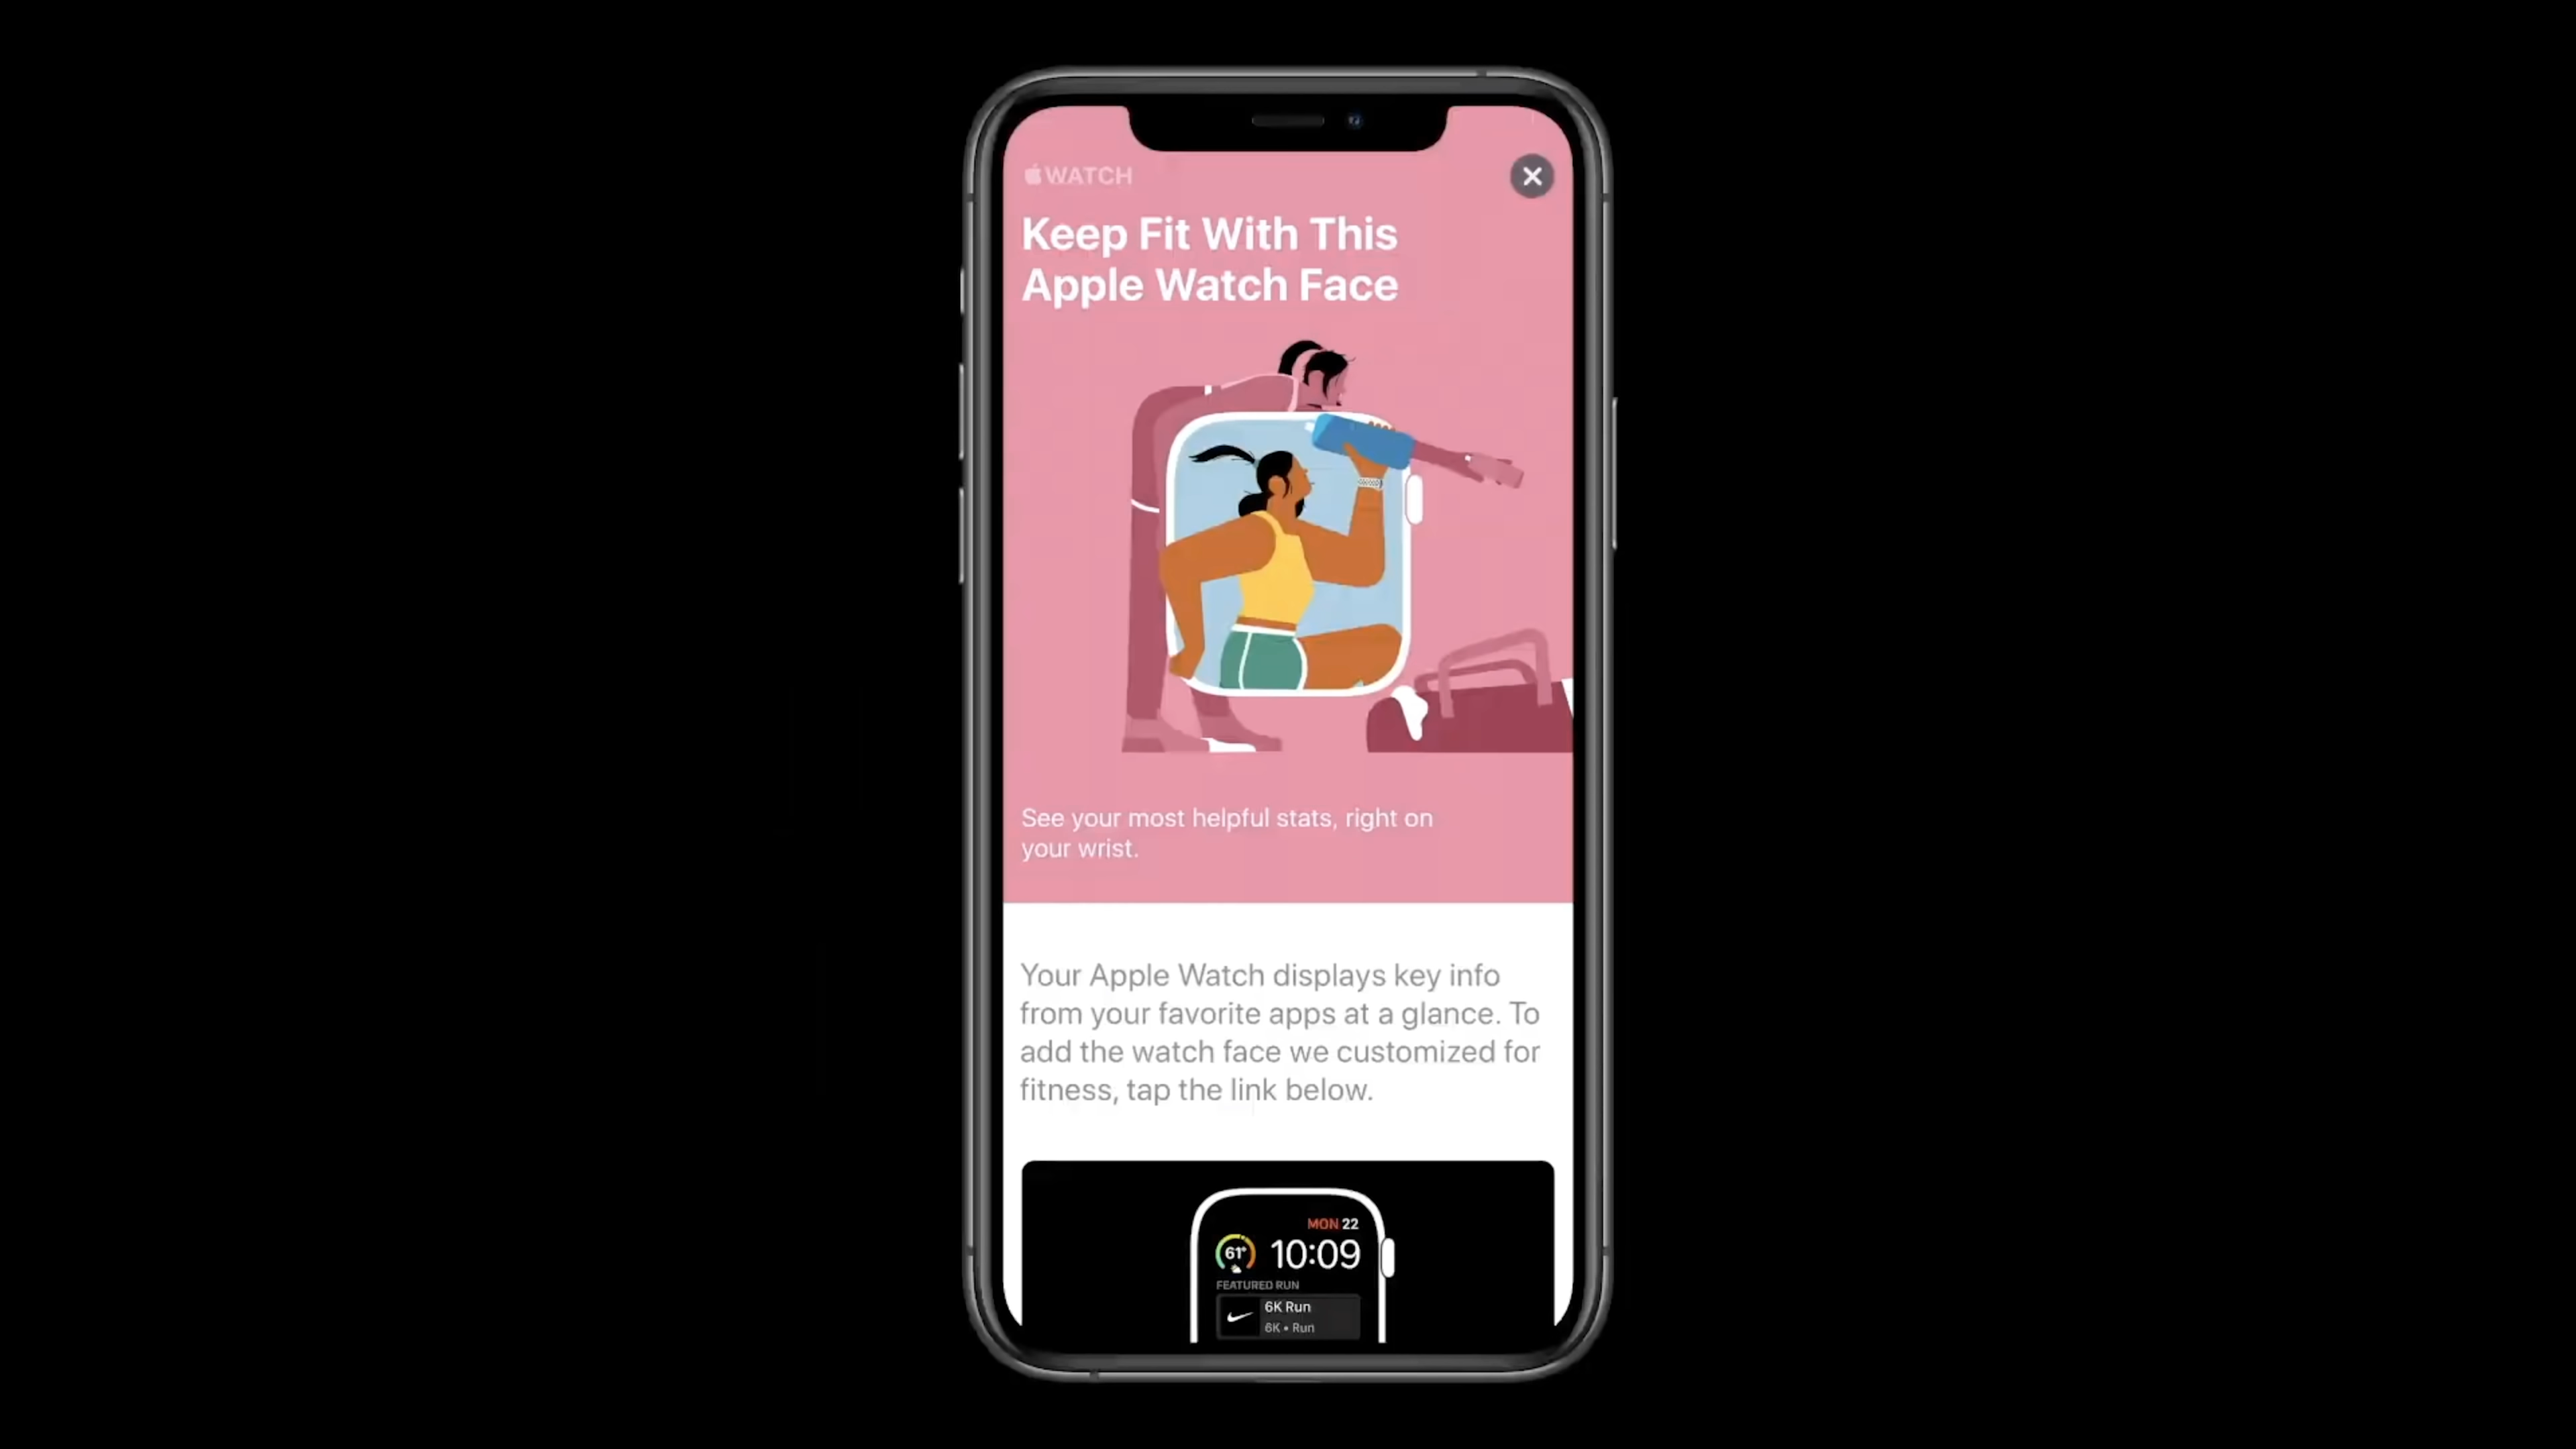 WATCH
Keep Fit With This
Apple Watch Face
See your most helpful stats, right on
your wrist.
Your Apple Watch displays key info
from your favorite apps at a glance. To
add the watch face we customized for
fitness, tap the link below.
MON 22
61° 10:09
FEATURED RUN
6K Run
6K • Run